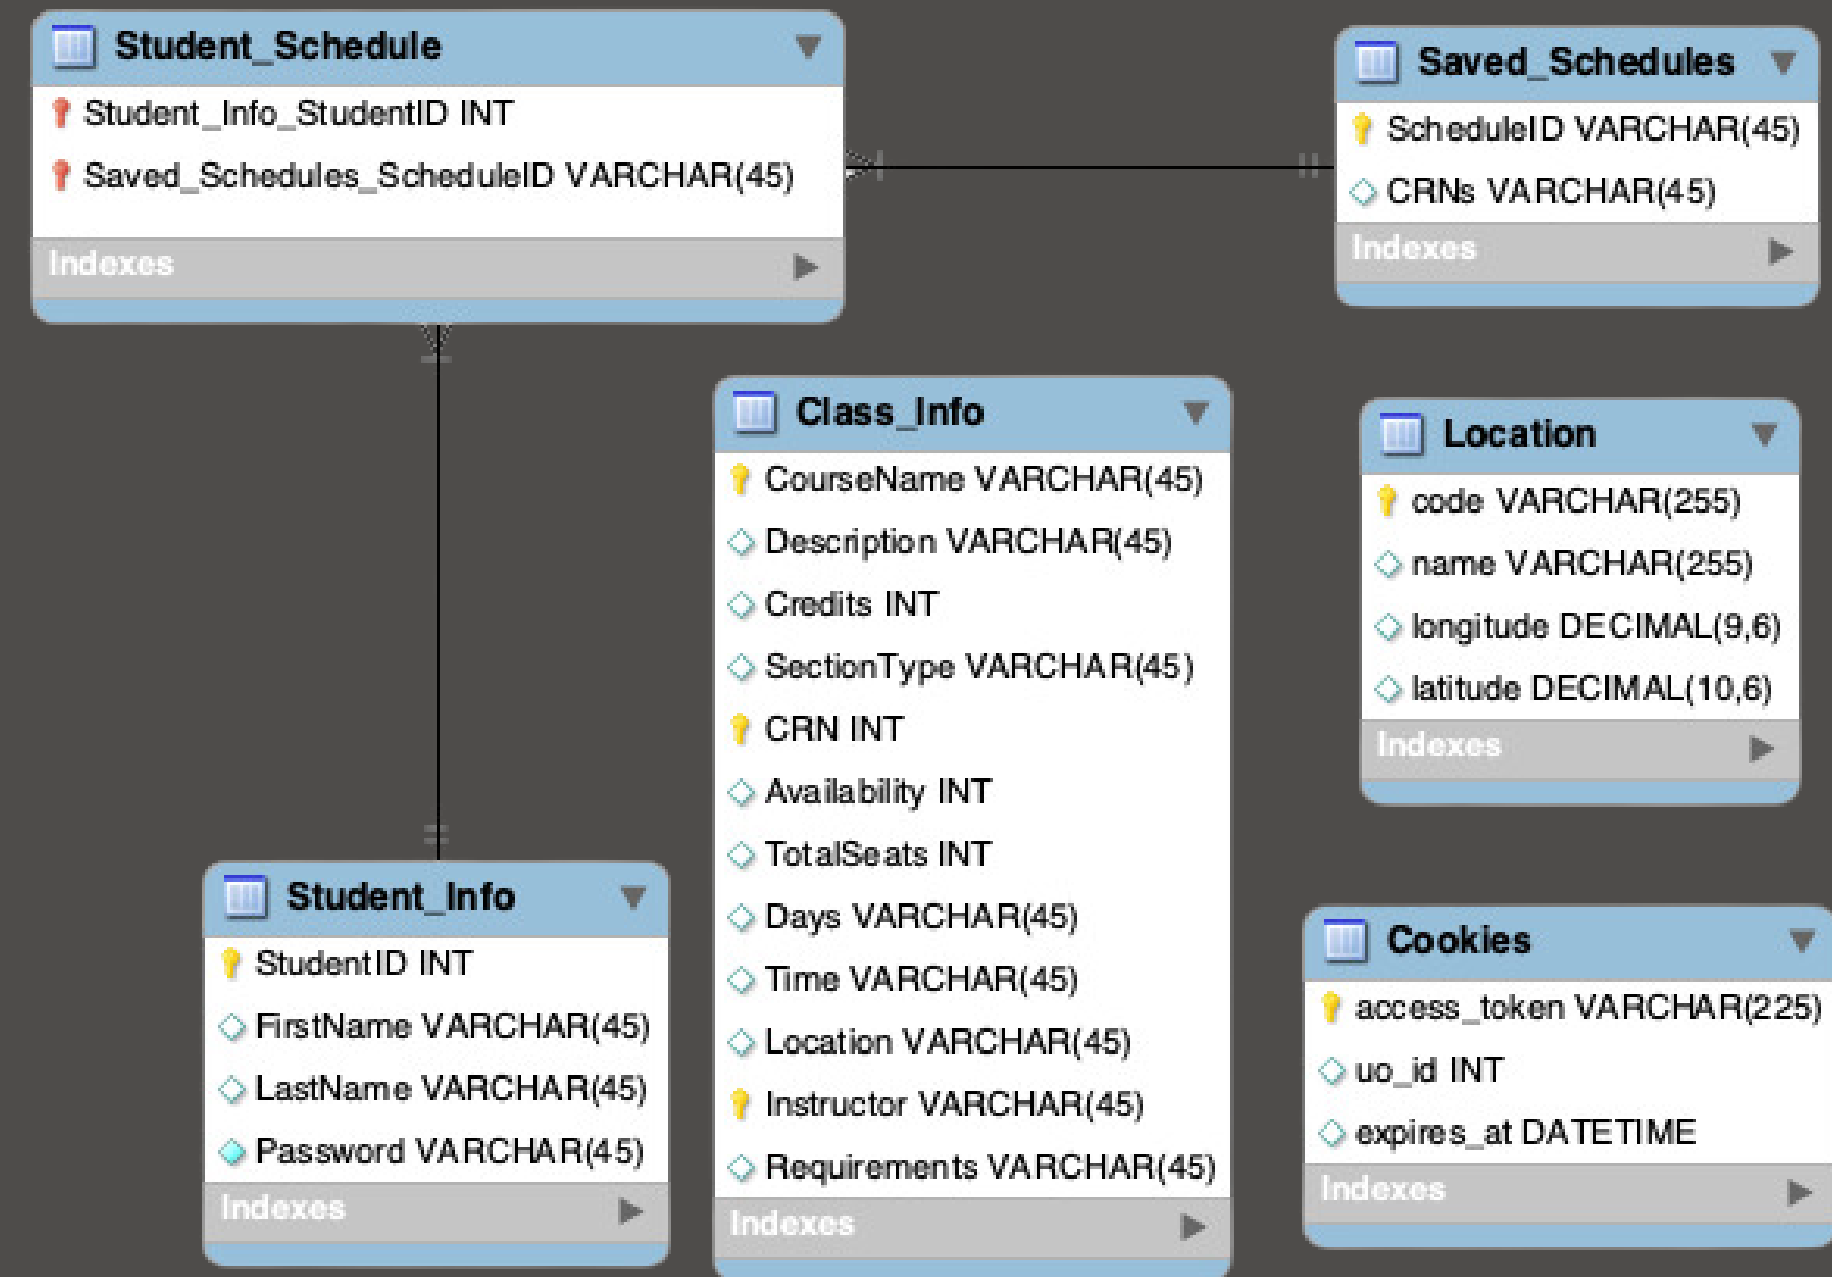 Student_Schedule
Student_Info_StudentID INT
Saved_Schedules_ScheduleID VARCHAR(45)
Indexes
Saved_Schedules
ScheduleID VARCHAR(45)
CRNs VARCHAR(45)
Indexes
Class_Info
CourseName VARCHAR(45)
Description VARCHAR(45)
Credits INT
SectionType VARCHAR(45)
CRN INT
Availability INT
TotalSeats INT
Days VARCHAR(45)
Time VARCHAR(45)
Location VARCHAR(45)
Instructor VARCHAR(45)
Requirements VARCHAR(45)
Indexes
Location
code VARCHAR(255)
name VARCHAR(255)
longitude DECIMAL(9,6)
latitude DECIMAL(10,6)
Indexes
Student_Info
StudentID INT
FirstName VARCHAR(45)
LastName VARCHAR(45)
Password VARCHAR(45)
Indexes
Cookies
access_token VARCHAR(225)
uo_id INT
expires_at DATETIME
Indexes